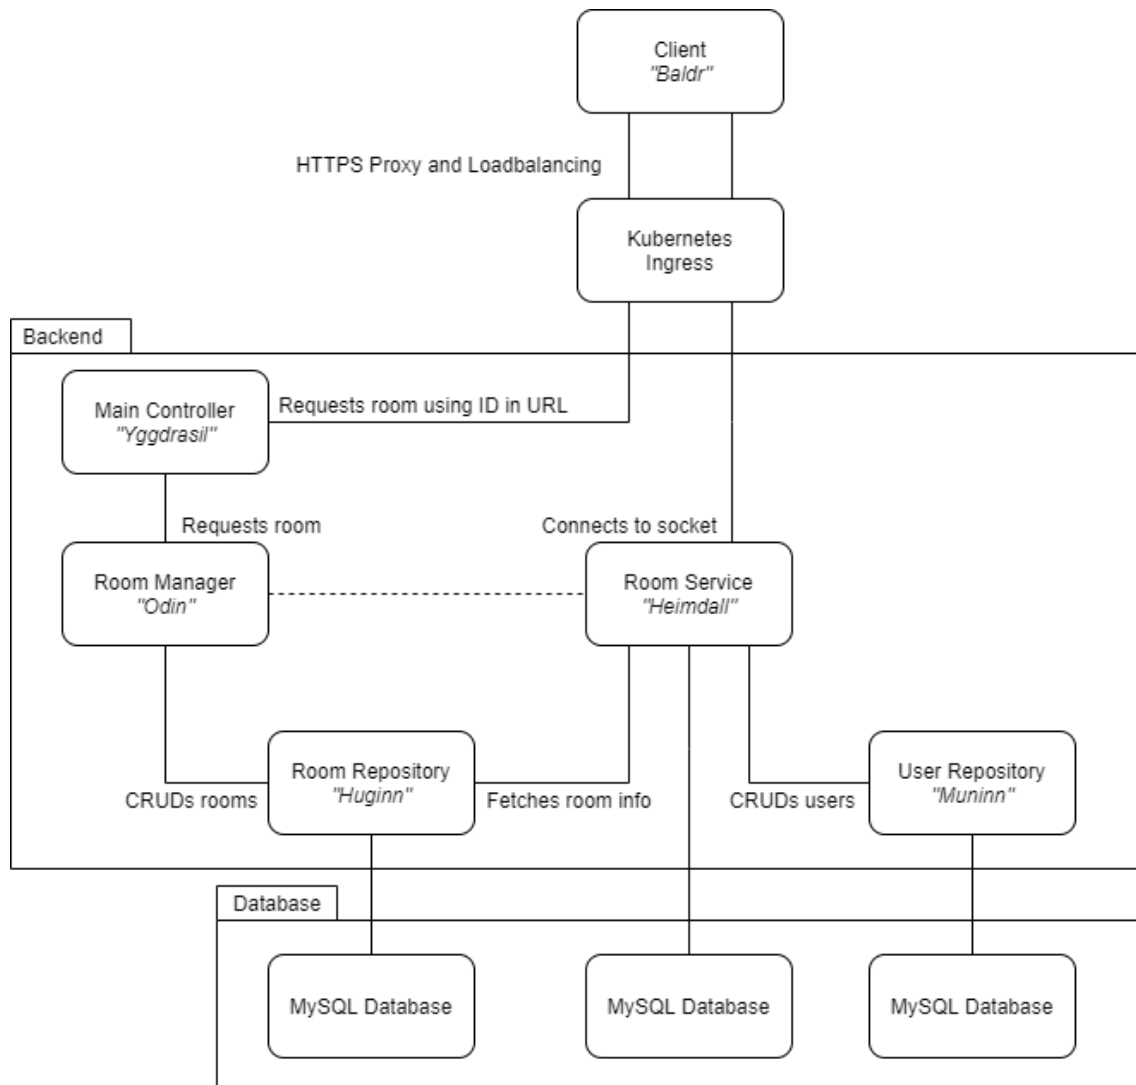 Client
"Baldr"
HTTPS Proxy and Loadbalancing
Kubernetes
Ingress
Backend
Main Controller
"Yggdrasil"
Requests room using ID in URL
Requests room
Connects to socket
Room Manager
"Odin"
Room Service
"Heimdall"
Room Repository
"Huginn"
User Repository
"Muninn"
CRUDs rooms
Fetches room info
CRUDs users
Database
MySQL Database
MySQL Database
MySQL Database